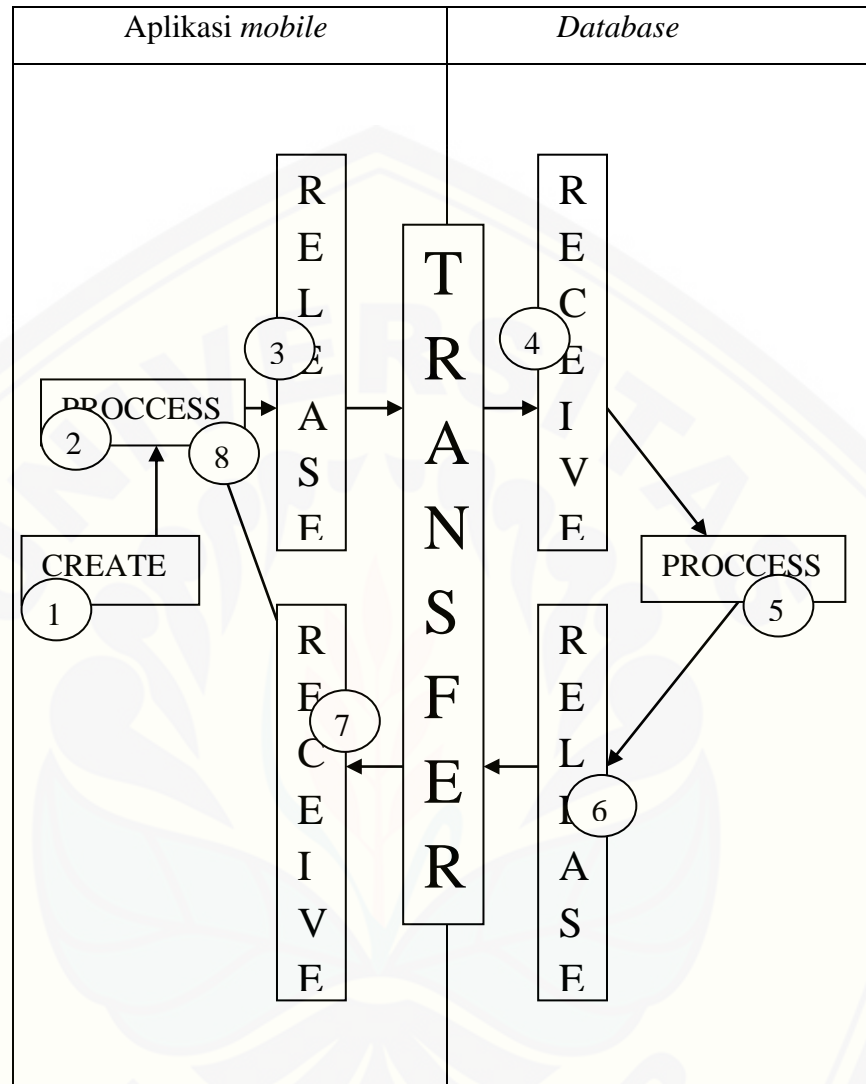 Aplikasi mobile
Database
RELEASE
RECEIVE
TRANSFER
3
4
PROCCESS
2
8
CREATE
1
PROCCESS
5
RECEIVE
7
RELEASE
6